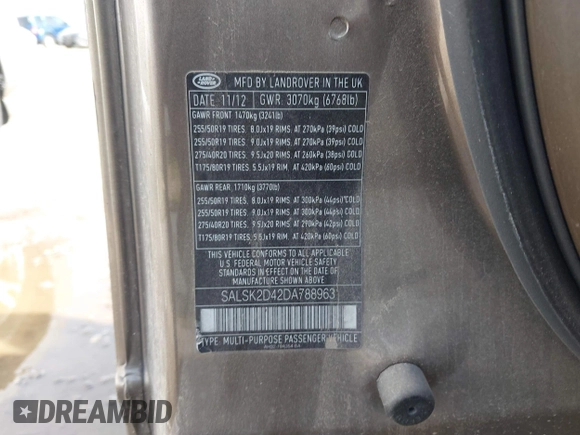 LAND ROVER
MFD BY LANDROVER IN THE UK
DATE 11/12 GWR. 3070kg (6768lb)
GAWR FRONT 1470kg (3241lb)
255/50R19 TIRES. 8.0Jx19 RIMS. AT 270kPa (39psi) COLD
255/50R19 TIRES. 9.0Jx19 RIMS. AT 270kPa (39psi) COLD
275/40R20 TIRES. 9.5Jx20 RIMS. AT 260kPa (38psi) COLD
T175/80R19 TIRES. 5.5Jx19 RIM. AT 420kPa (60psi) COLD
GAWR REAR. 1710kg (3770lb)
255/50R19 TIRES. 8.0Jx19 RIMS. AT 300kPa (44psi) COLD
255/50R19 TIRES. 9.0Jx19 RIMS. AT 300kPa (44psi) COLD
275/40R20 TIRES. 9.5Jx20 RIMS. AT 290kPa (42psi) COLD
T175/80R19 TIRES. 5.5Jx19 RIM. AT 420kPa (60psi) COLD
THIS VEHICLE CONFORMS TO ALL APPLICABLE
U.S. FEDERAL MOTOR VEHICLE SAFETY
STANDARDS IN EFFECT ON THE DATE OF
MANUFACTURE SHOWN ABOVE
SALSK2D42DA788963
TYPE. MULTI-PURPOSE PASSENGER VEHICLE
DREAMBID